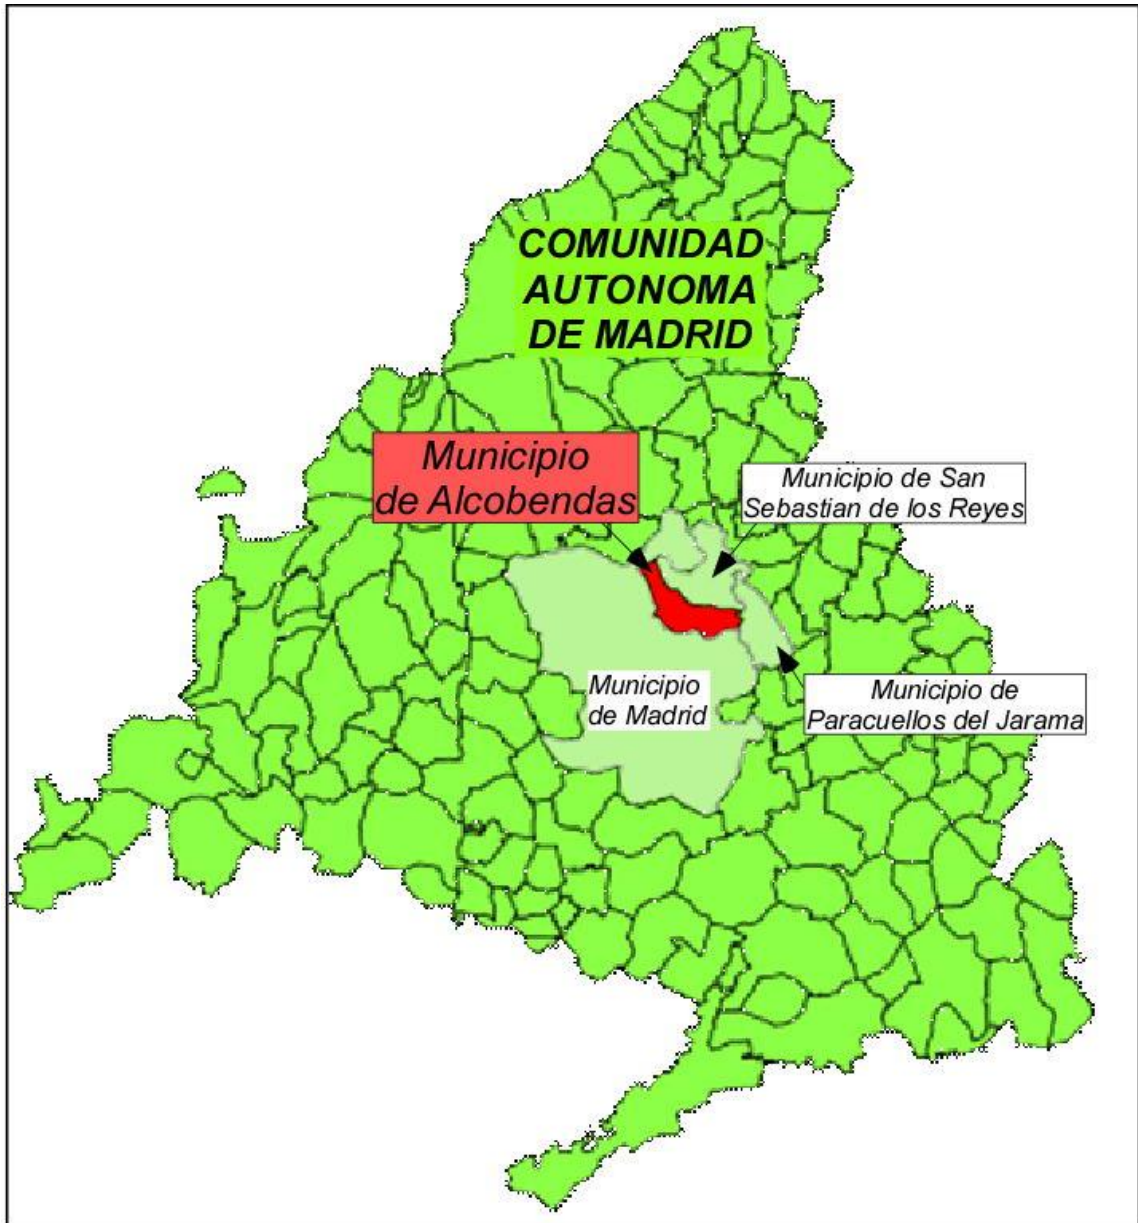 COMUNIDAD
AUTONOMA
DE MADRID
Municipio
de Alcobendas
Municipio de San
Sebastian de los Reyes
Municipio
de Madrid
Municipio de
Paracuellos del Jarama